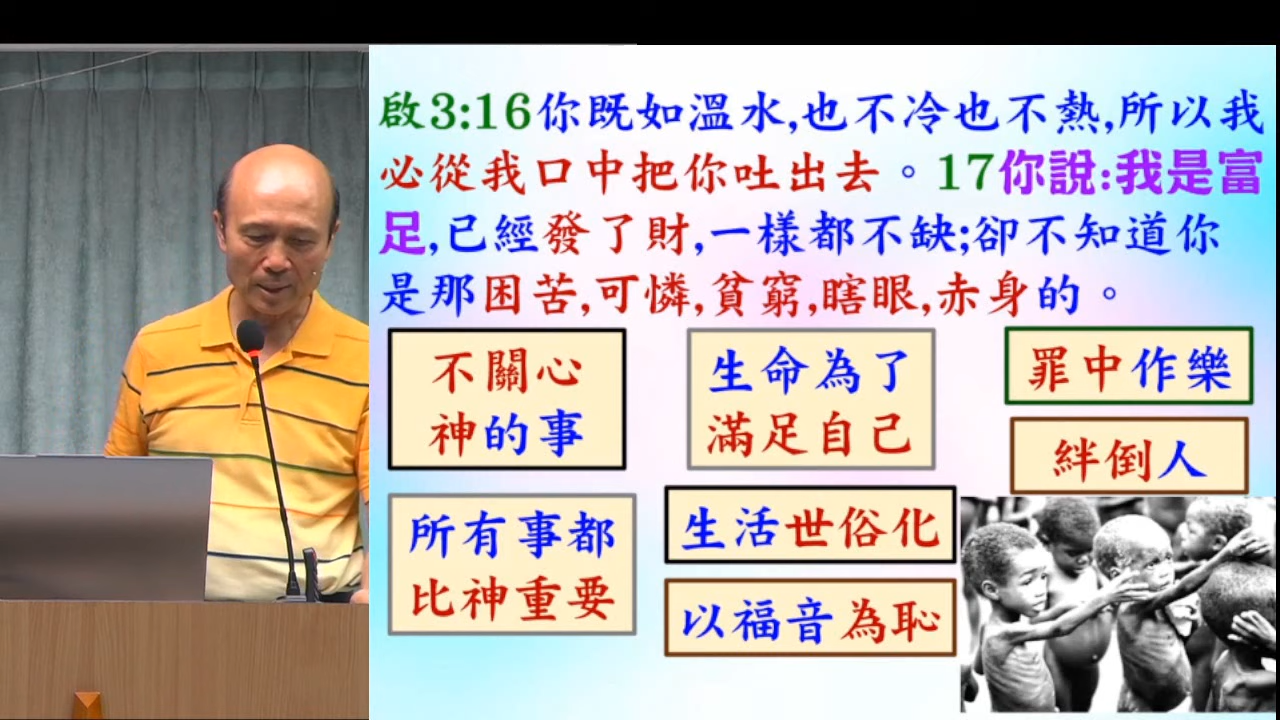 啟3:16你既如溫水,也不冷也不熱,所以我
必從我口中把你吐出去。17你說:我是富
足,已經發了財,一樣都不缺;卻不知道你
是那困苦,可憐,貧窮,瞎眼,赤身的。
不關心
神的事
生命為了
滿足自己
罪中作樂
絆倒人
所有事都
比神重要
生活世俗化
以福音為恥